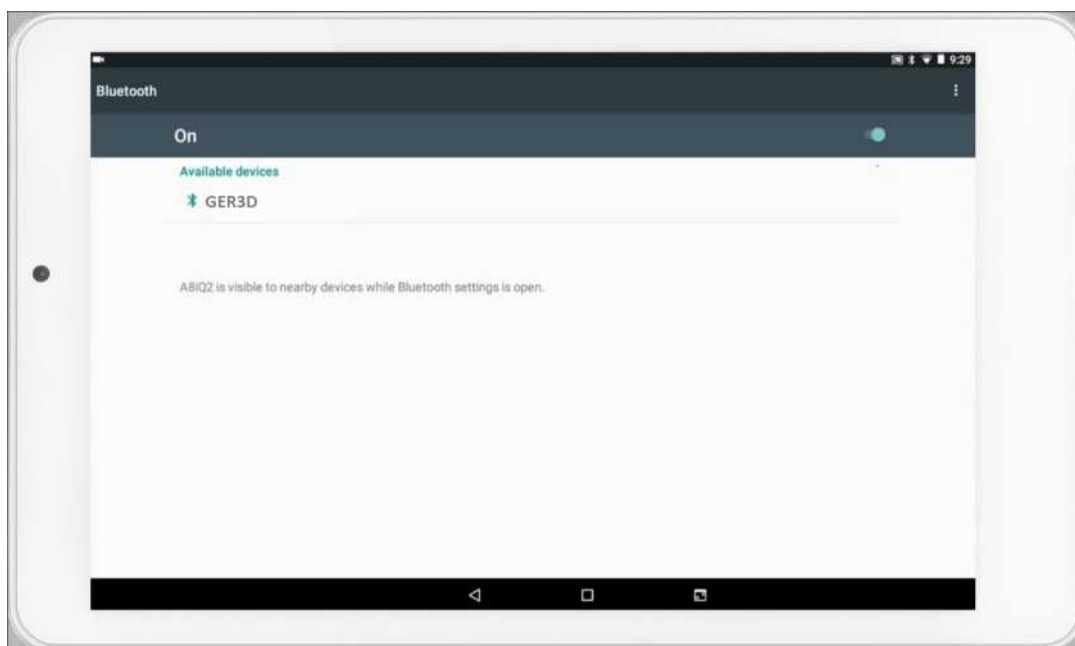 9:29
Bluetooth
On
Available devices
GER3D
A8iQ2 is visible to nearby devices while Bluetooth settings is open.